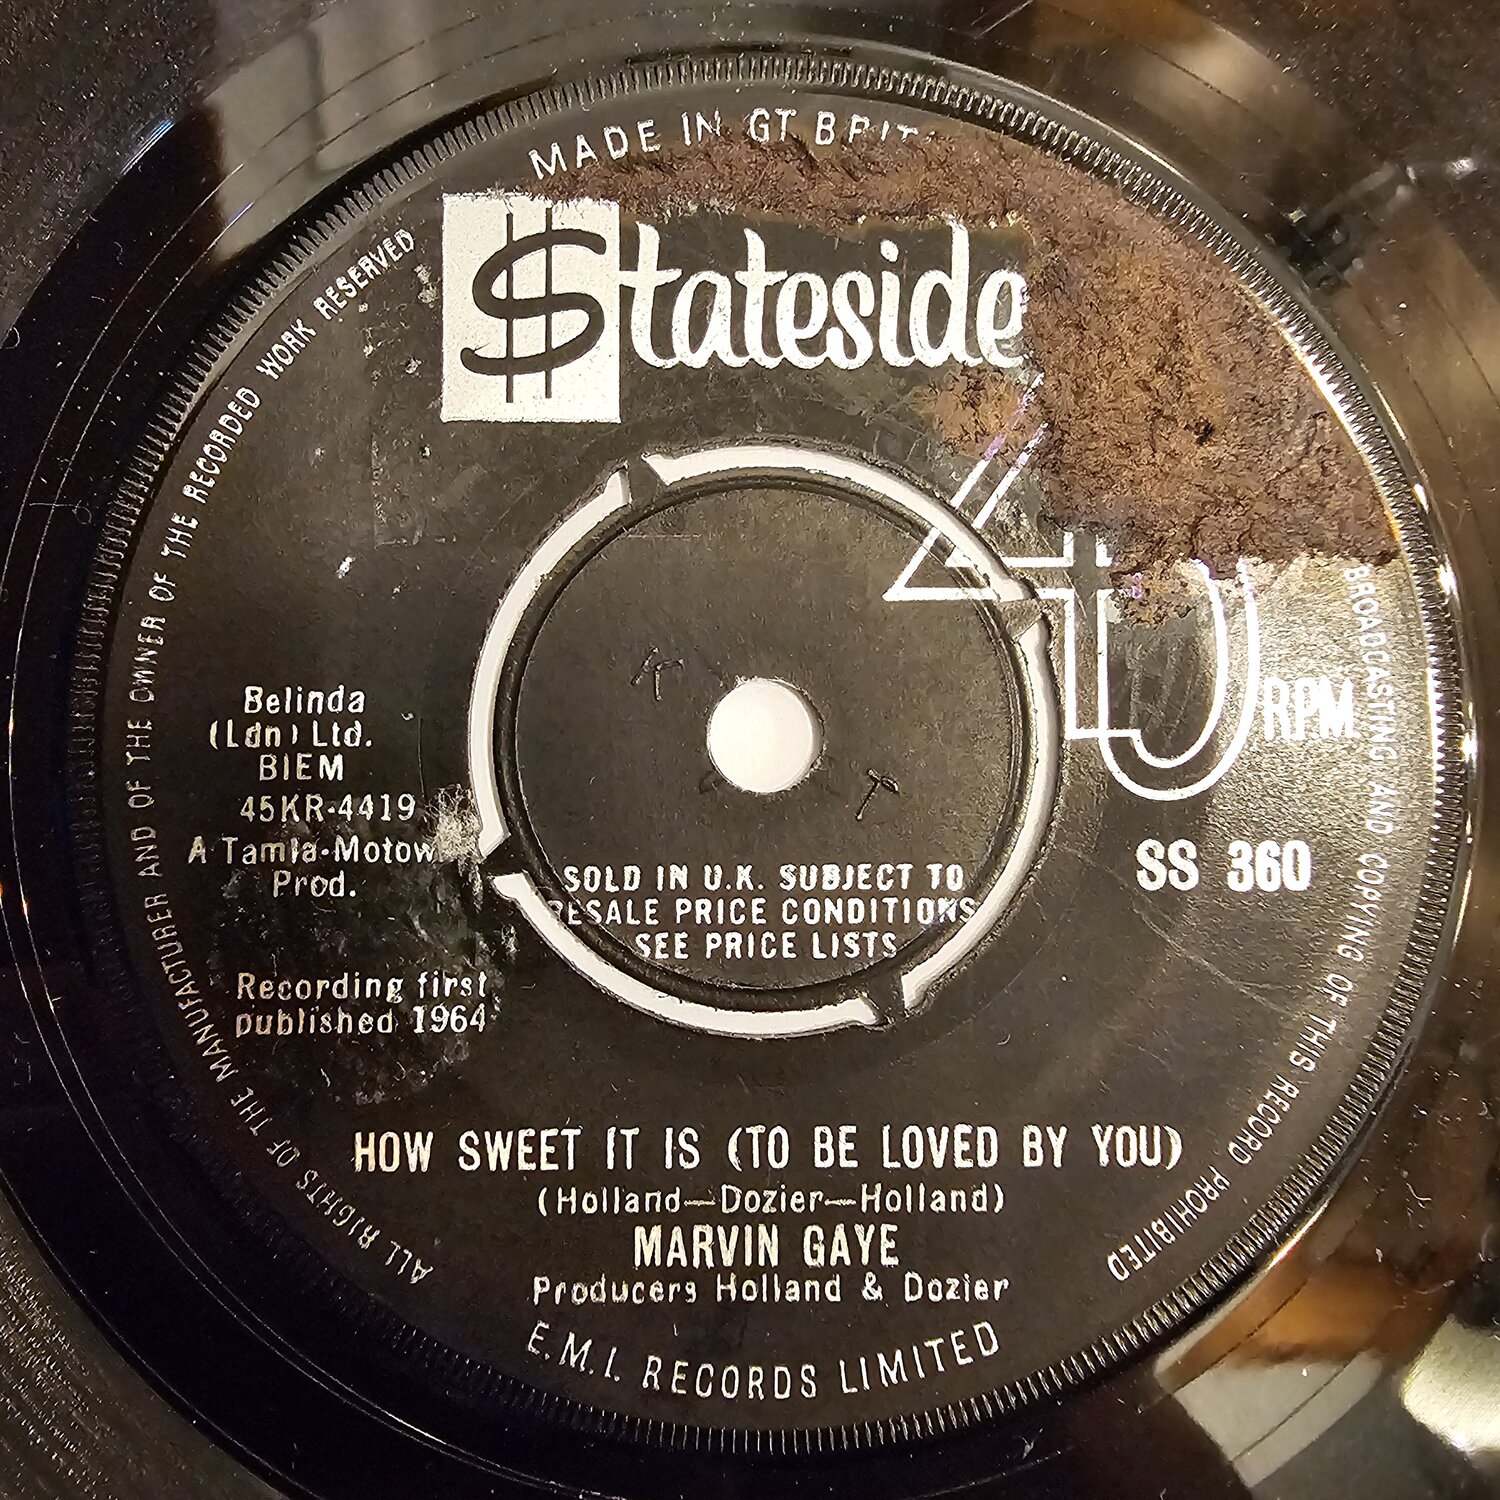 MADE IN GT BRIT
$tateside
45 RPM
SS 360
Belinda
(Ldn) Ltd.
BIEM
45KR-4419
A Tamla-Motown
Prod.
Recording first
published 1964
K
T
SOLD IN U.K. SUBJECT TO
RESALE PRICE CONDITIONS
SEE PRICE LISTS
HOW SWEET IT IS (TO BE LOVED BY YOU)
(Holland—Dozier—Holland)
MARVIN GAYE
Producers Holland & Dozier
E.M.I. RECORDS LIMITED
ALL RIGHTS OF THE MANUFACTURER AND OF THE OWNER OF THE RECORDED WORK RESERVED
BROADCASTING AND COPYING OF THIS RECORD PROHIBITED